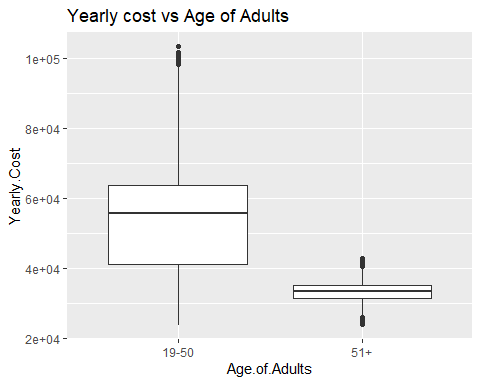 Yearly cost vs Age of Adults
Yearly.Cost
1e+05
8e+04
6e+04
4e+04
2e+04
19-50
51+
Age.of.Adults